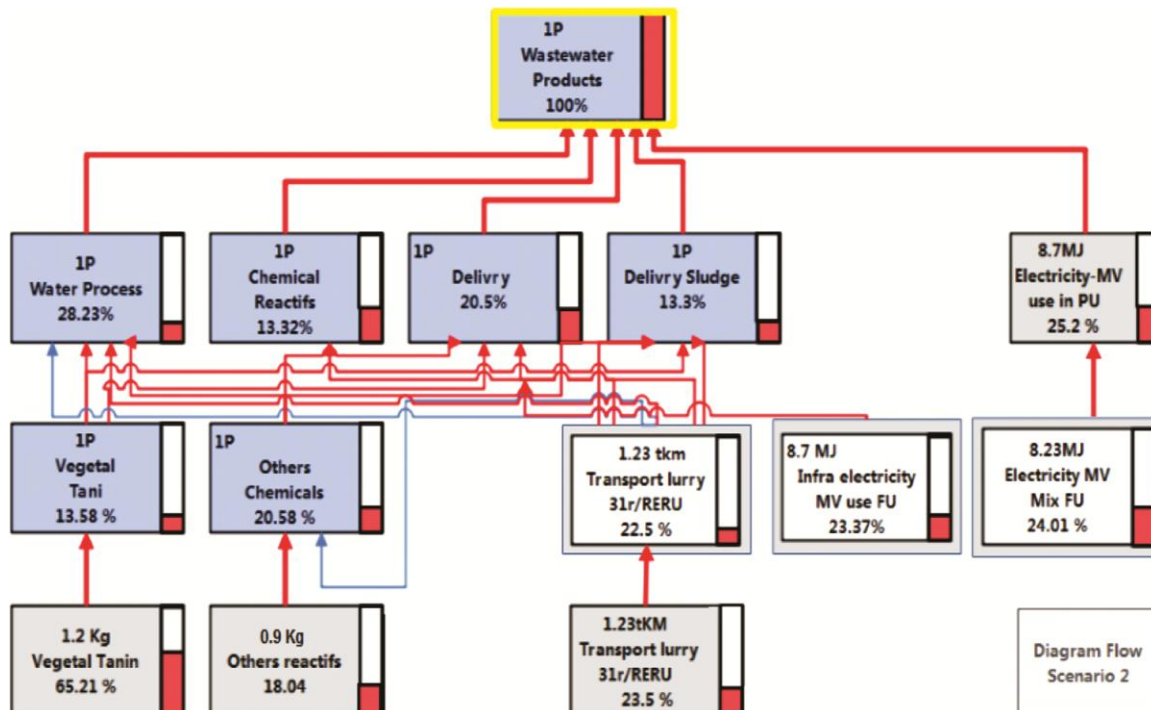 1P
Wastewater
Products
100%
1P
Water Process
28.23%
1P
Chemical
Reactifs
13.32%
1P
Delivry
20.5%
1P
Delivry Sludge
13.3%
8.7MJ
Electricity-MV
use in PU
25.2 %
1P
Vegetal
Tani
13.58 %
1P
Others
Chemicals
20.58 %
1.23 tkm
Transport lurry
31r/RERU
22.5 %
8.7 MJ
Infra electricity
MV use FU
23.37%
8.23MJ
Electricity MV
Mix FU
24.01 %
1.2 Kg
Vegetal Tanin
65.21 %
0.9 Kg
Others reactifs
18.04
1.23tKM
Transport lurry
31r/RERU
23.5 %
Diagram Flow
Scenario 2